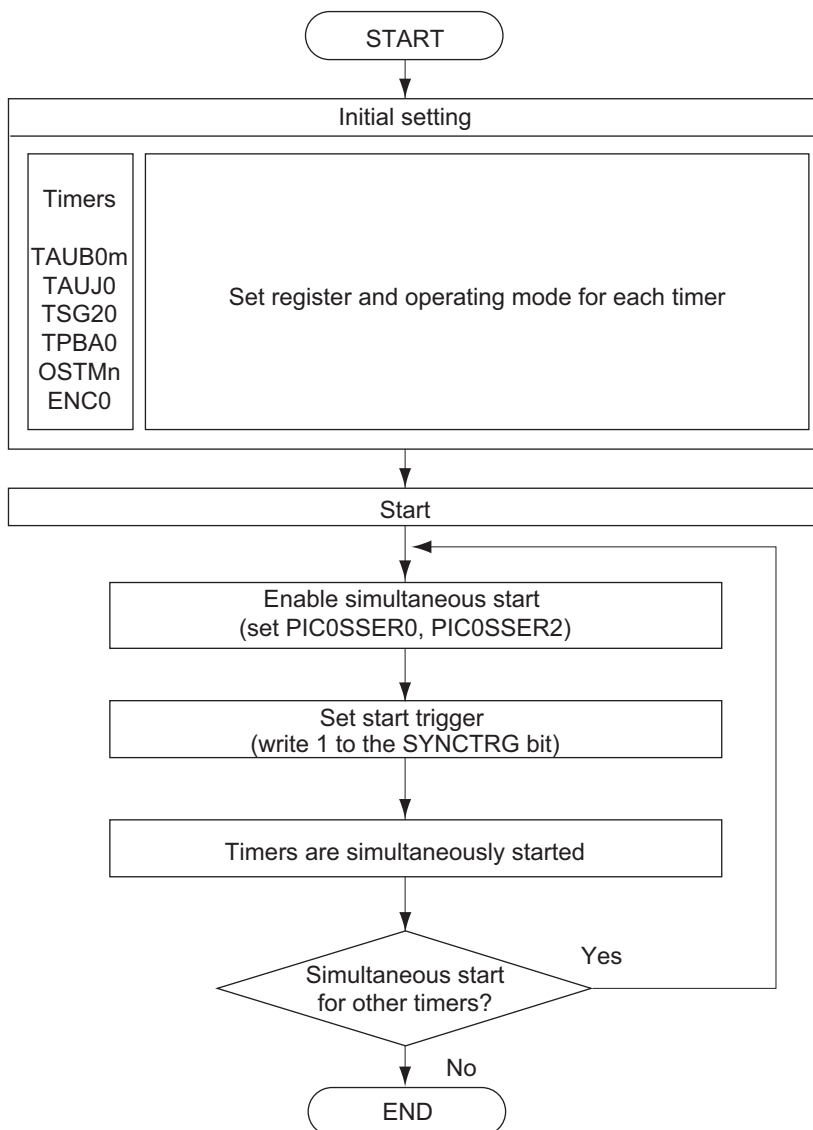 START
Initial setting
Timers
TAUB0m
TAUJ0
TSG20
TPBA0
OSTMn
ENC0
Set register and operating mode for each timer
Start
Enable simultaneous start
(set PIC0SSER0, PIC0SSER2)
Set start trigger
(write 1 to the SYNCTRG bit)
Timers are simultaneously started
Simultaneous start
for other timers?
Yes
No
END